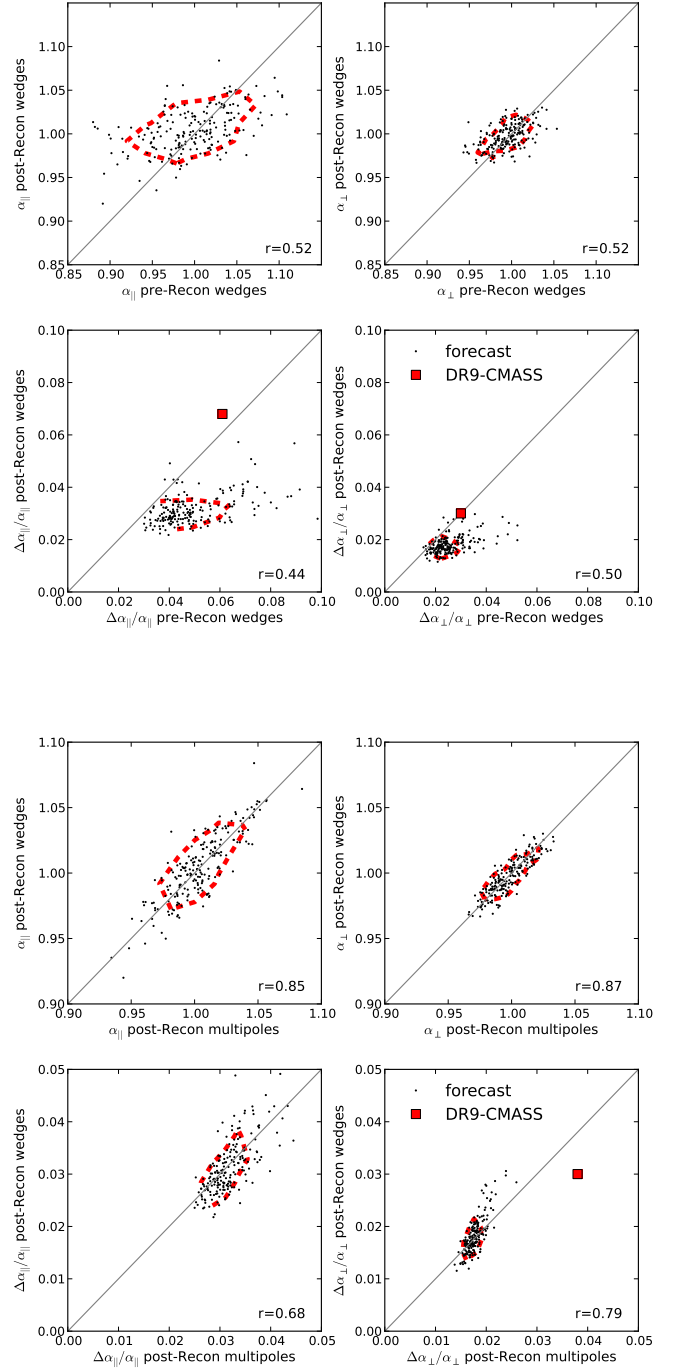 1.10
1.05
1.00
0.95
0.90
0.85
α|| post-Recon wedges
r=0.52
0.85 0.90 0.95 1.00 1.05 1.10
α|| pre-Recon wedges
1.10
1.05
1.00
0.95
0.90
0.85
α⊥ post-Recon wedges
r=0.52
0.85 0.90 0.95 1.00 1.05 1.10
α⊥ pre-Recon wedges
0.10
0.08
0.06
0.04
0.02
0.00
Δα||/α|| post-Recon wedges
r=0.44
0.00 0.02 0.04 0.06 0.08 0.10
Δα||/α|| pre-Recon wedges
0.10
0.08
0.06
0.04
0.02
0.00
Δα⊥/α⊥ post-Recon wedges
forecast
DR9-CMASS
r=0.50
0.00 0.02 0.04 0.06 0.08 0.10
Δα⊥/α⊥ pre-Recon wedges
1.10
1.05
1.00
0.95
0.90
α|| post-Recon wedges
r=0.85
0.90 0.95 1.00 1.05 1.10
α|| post-Recon multipoles
1.10
1.05
1.00
0.95
0.90
α⊥ post-Recon wedges
r=0.87
0.90 0.95 1.00 1.05 1.10
α⊥ post-Recon multipoles
0.05
0.04
0.03
0.02
0.01
0.00
Δα||/α|| post-Recon wedges
r=0.68
0.00 0.01 0.02 0.03 0.04 0.05
Δα||/α|| post-Recon multipoles
0.05
0.04
0.03
0.02
0.01
0.00
Δα⊥/α⊥ post-Recon wedges
forecast
DR9-CMASS
r=0.79
0.00 0.01 0.02 0.03 0.04 0.05
Δα⊥/α⊥ post-Recon multipoles